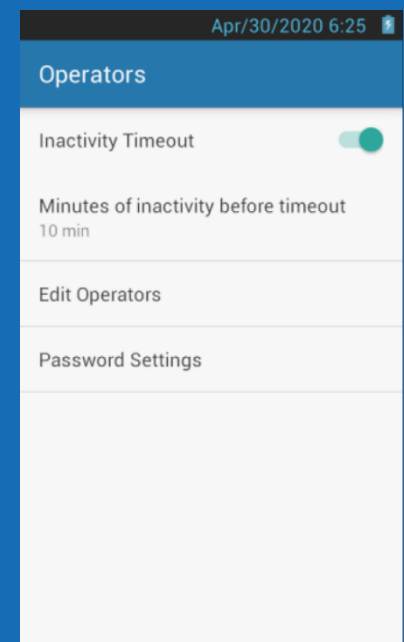 Apr/30/2020 6:25
Operators
Inactivity Timeout
Minutes of inactivity before timeout
10 min
Edit Operators
Password Settings